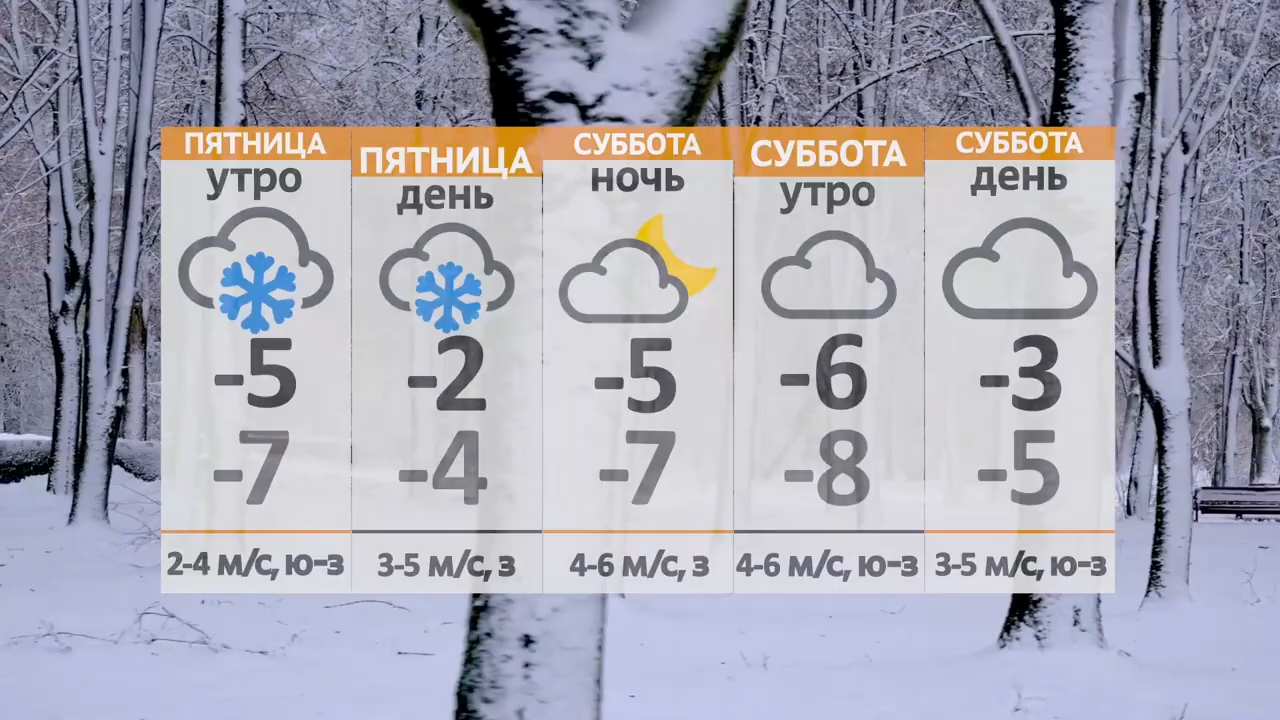 ПЯТНИЦА
утро
-5
-7
2-4 м/с, ю-з
ПЯТНИЦА
день
-2
-4
3-5 м/с, з
СУББОТА
ночь
-5
-7
4-6 м/с, з
СУББОТА
утро
-6
-8
4-6 м/с, ю-з
СУББОТА
день
-3
-5
3-5 м/с, ю-з